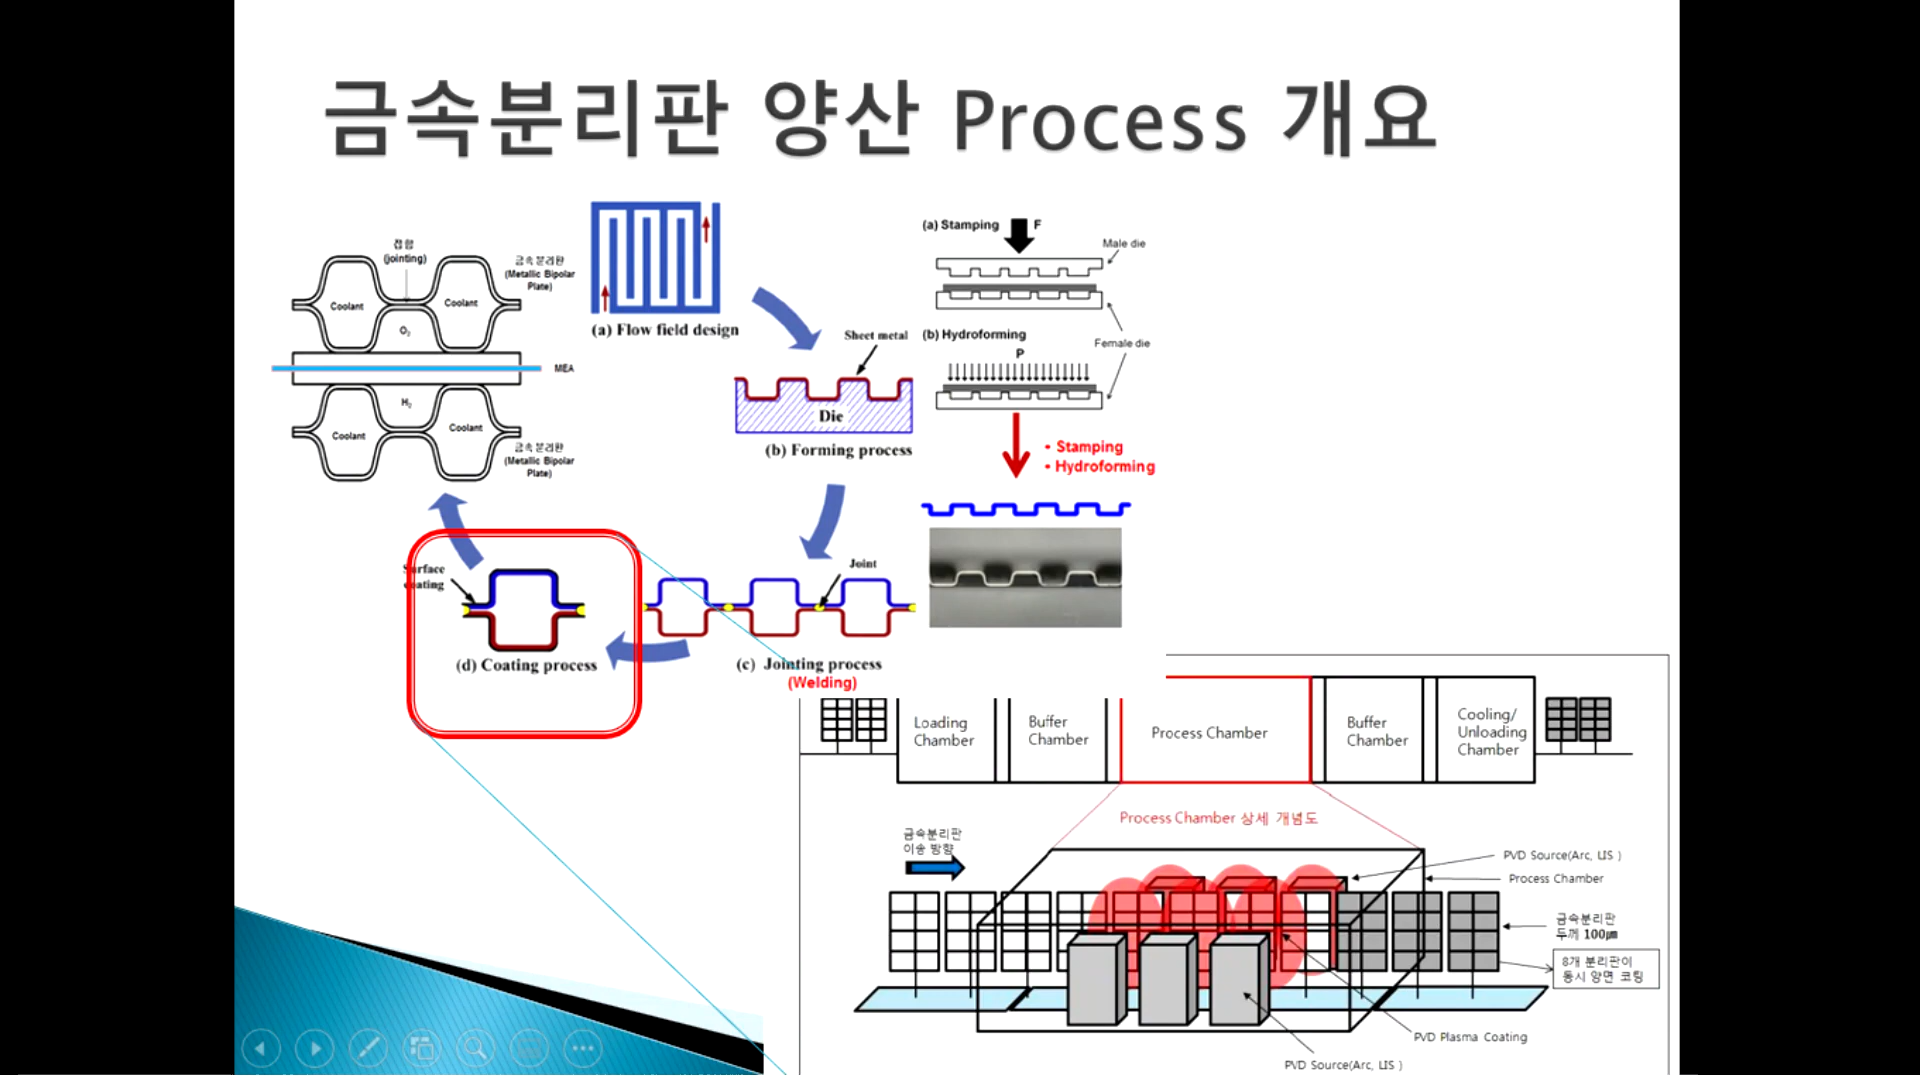 금속분리판 양산 Process 개요
접합
(jointing)
금속분리판
(Metallic Bipolar
Plate)
Coolant
Coolant
O2
MEA
H2
Coolant
Coolant
금속분리판
(Metallic Bipolar
Plate)
(a) Flow field design
Sheet metal
Die
(b) Forming process
(a) Stamping
F
Male die
(b) Hydroforming
P
Female die
• Stamping
• Hydroforming
Joint
(c) Jointing process
(Welding)
Surface
coating
(d) Coating process
Loading
Chamber
Buffer
Chamber
Process Chamber
Buffer
Chamber
Cooling/
Unloading
Chamber
Process Chamber 상세 개념도
금속분리판
이송 방향
PVD Source(Arc, LIS )
Process Chamber
금속분리판
두께 100㎛
8개 분리판이
동시 양면 코팅
PVD Plasma Coating
PVD Source(Arc, LIS )